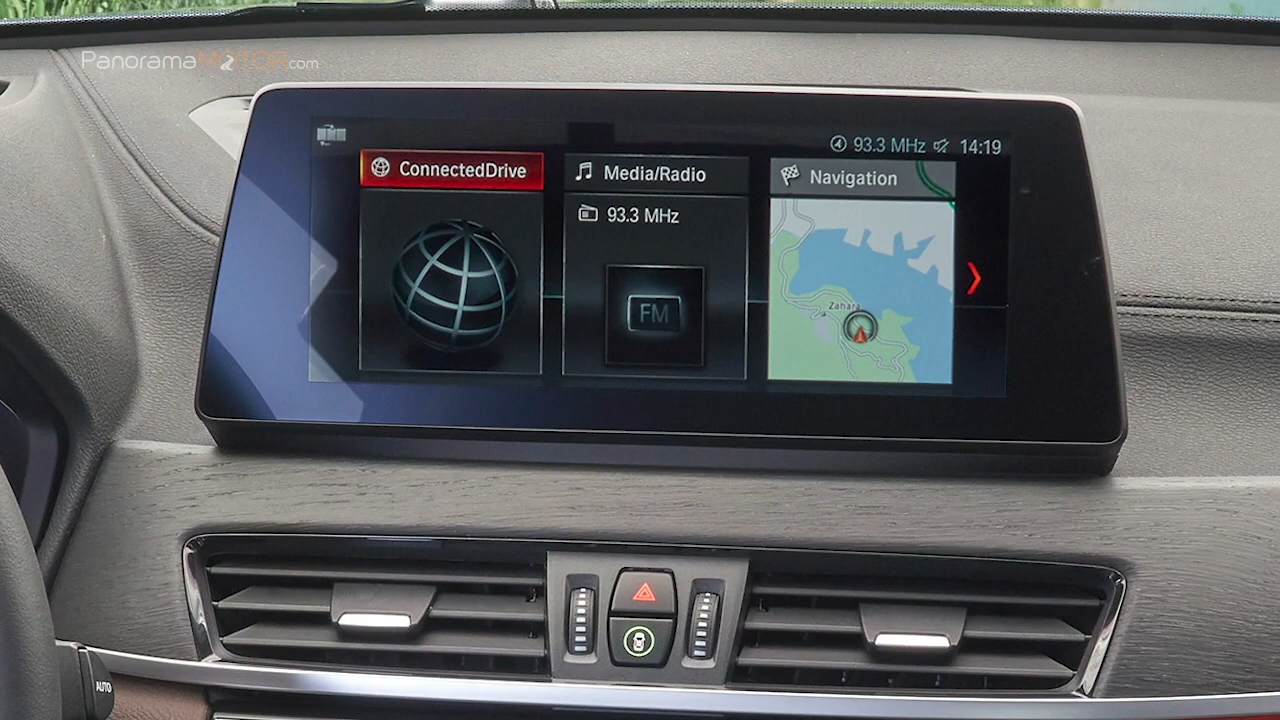 PanoramaMOTOR.com
93.3 MHz 14:19
ConnectedDrive
Media/Radio
Navigation
93.3 MHz
FM
Zahara
AUTO